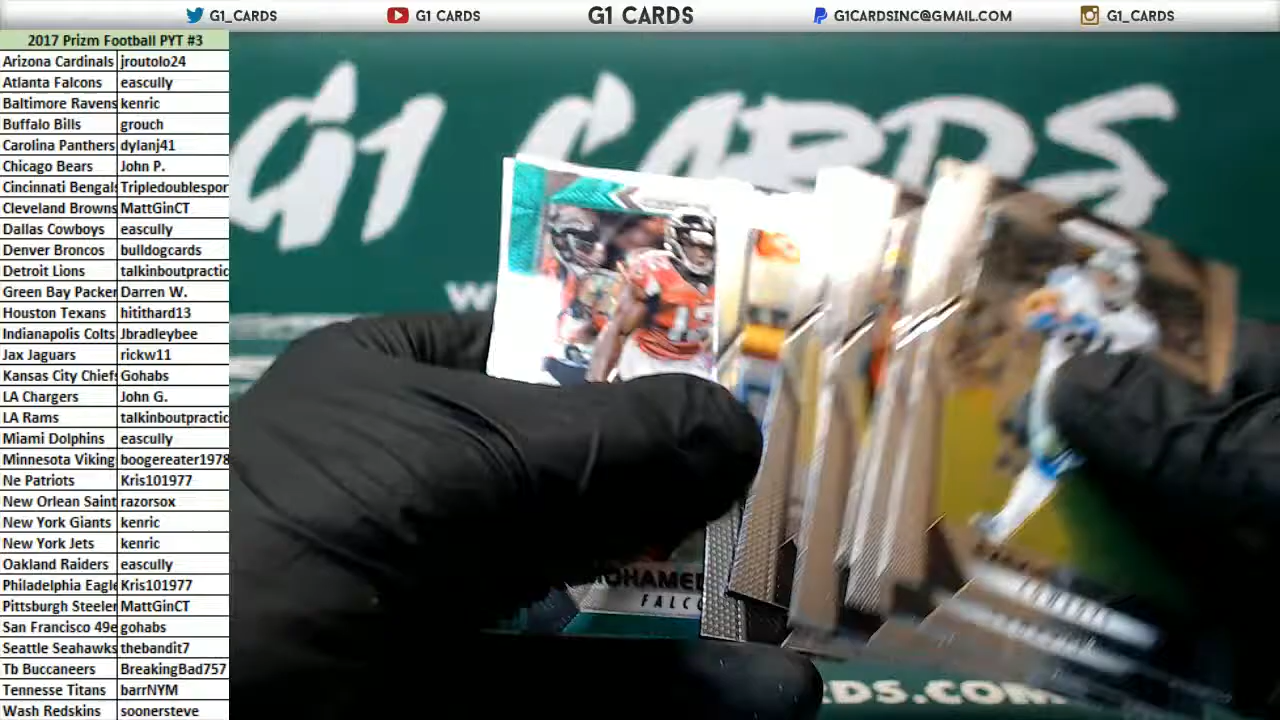 G1_CARDS G1 CARDS G1 CARDS G1CARDSINC@GMAIL.COM G1_CARDS
2017 Prizm Football PYT #3
Arizona Cardinals jroutolo24
Atlanta Falcons eascully
Baltimore Ravens kenric
Buffalo Bills grouch
Carolina Panthers dylanj41
Chicago Bears John P.
Cincinnati Bengals Tripledoublespor
Cleveland Browns MattGinCT
Dallas Cowboys eascully
Denver Broncos bulldogcards
Detroit Lions talkinboutpractic
Green Bay Packer Darren W.
Houston Texans hitithard13
Indianapolis Colts Jbradleybee
Jax Jaguars rickw11
Kansas City Chiefs Gohabs
LA Chargers John G.
LA Rams talkinboutpractic
Miami Dolphins eascully
Minnesota Viking boogereater1978
Ne Patriots Kris101977
New Orlean Saint razorsox
New York Giants kenric
New York Jets kenric
Oakland Raiders eascully
Philadelphia Eagle Kris101977
Pittsburgh Steeler MattGinCT
San Francisco 49e gohabs
Seattle Seahawks thebandit7
Tb Buccaneers BreakingBad757
Tennesse Titans barrNYM
Wash Redskins soonersteve
G1 CARDS
W
MOHAMED
FALCO
RDS.COM